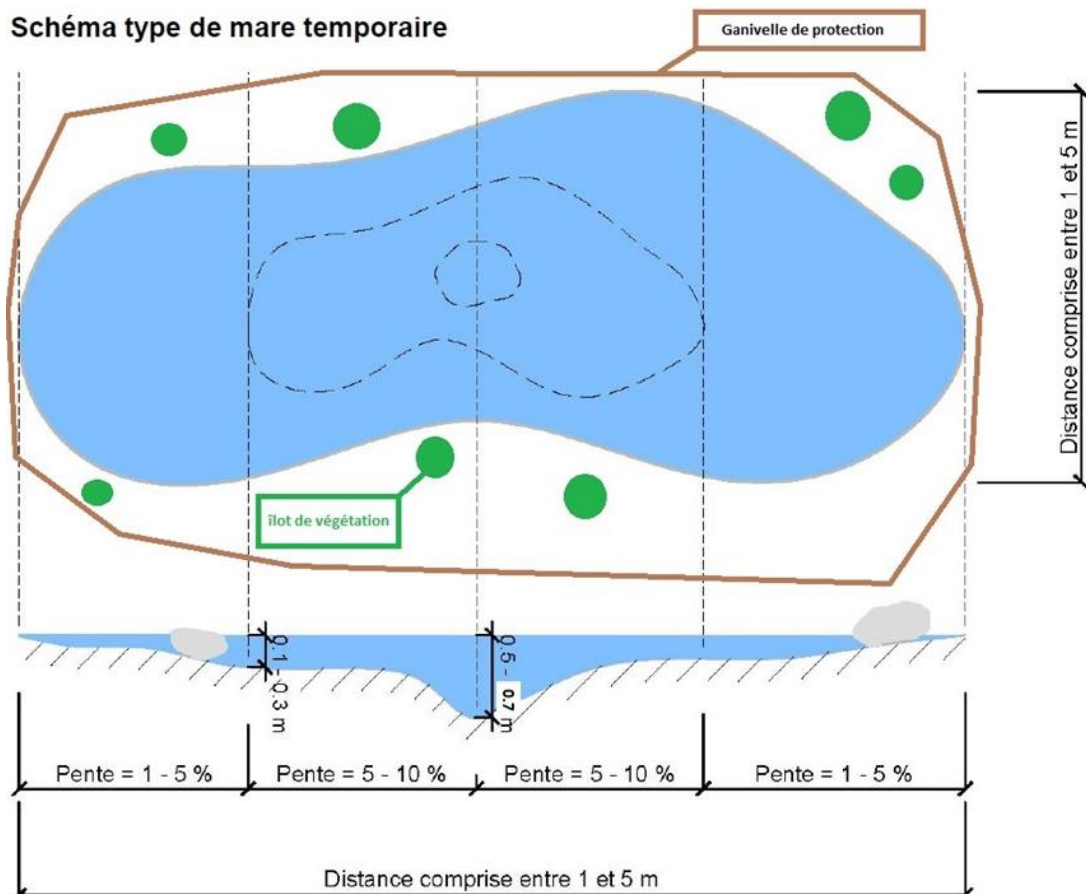 Schéma type de mare temporaire
Ganivelle de protection
Distance comprise entre 1 et 5 m
îlot de végétation
0.1 - 0.3 m
0.5 - 0.7 m
Pente = 1 - 5 %
Pente = 5 - 10 %
Pente = 5 - 10 %
Pente = 1 - 5 %
Distance comprise entre 1 et 5 m